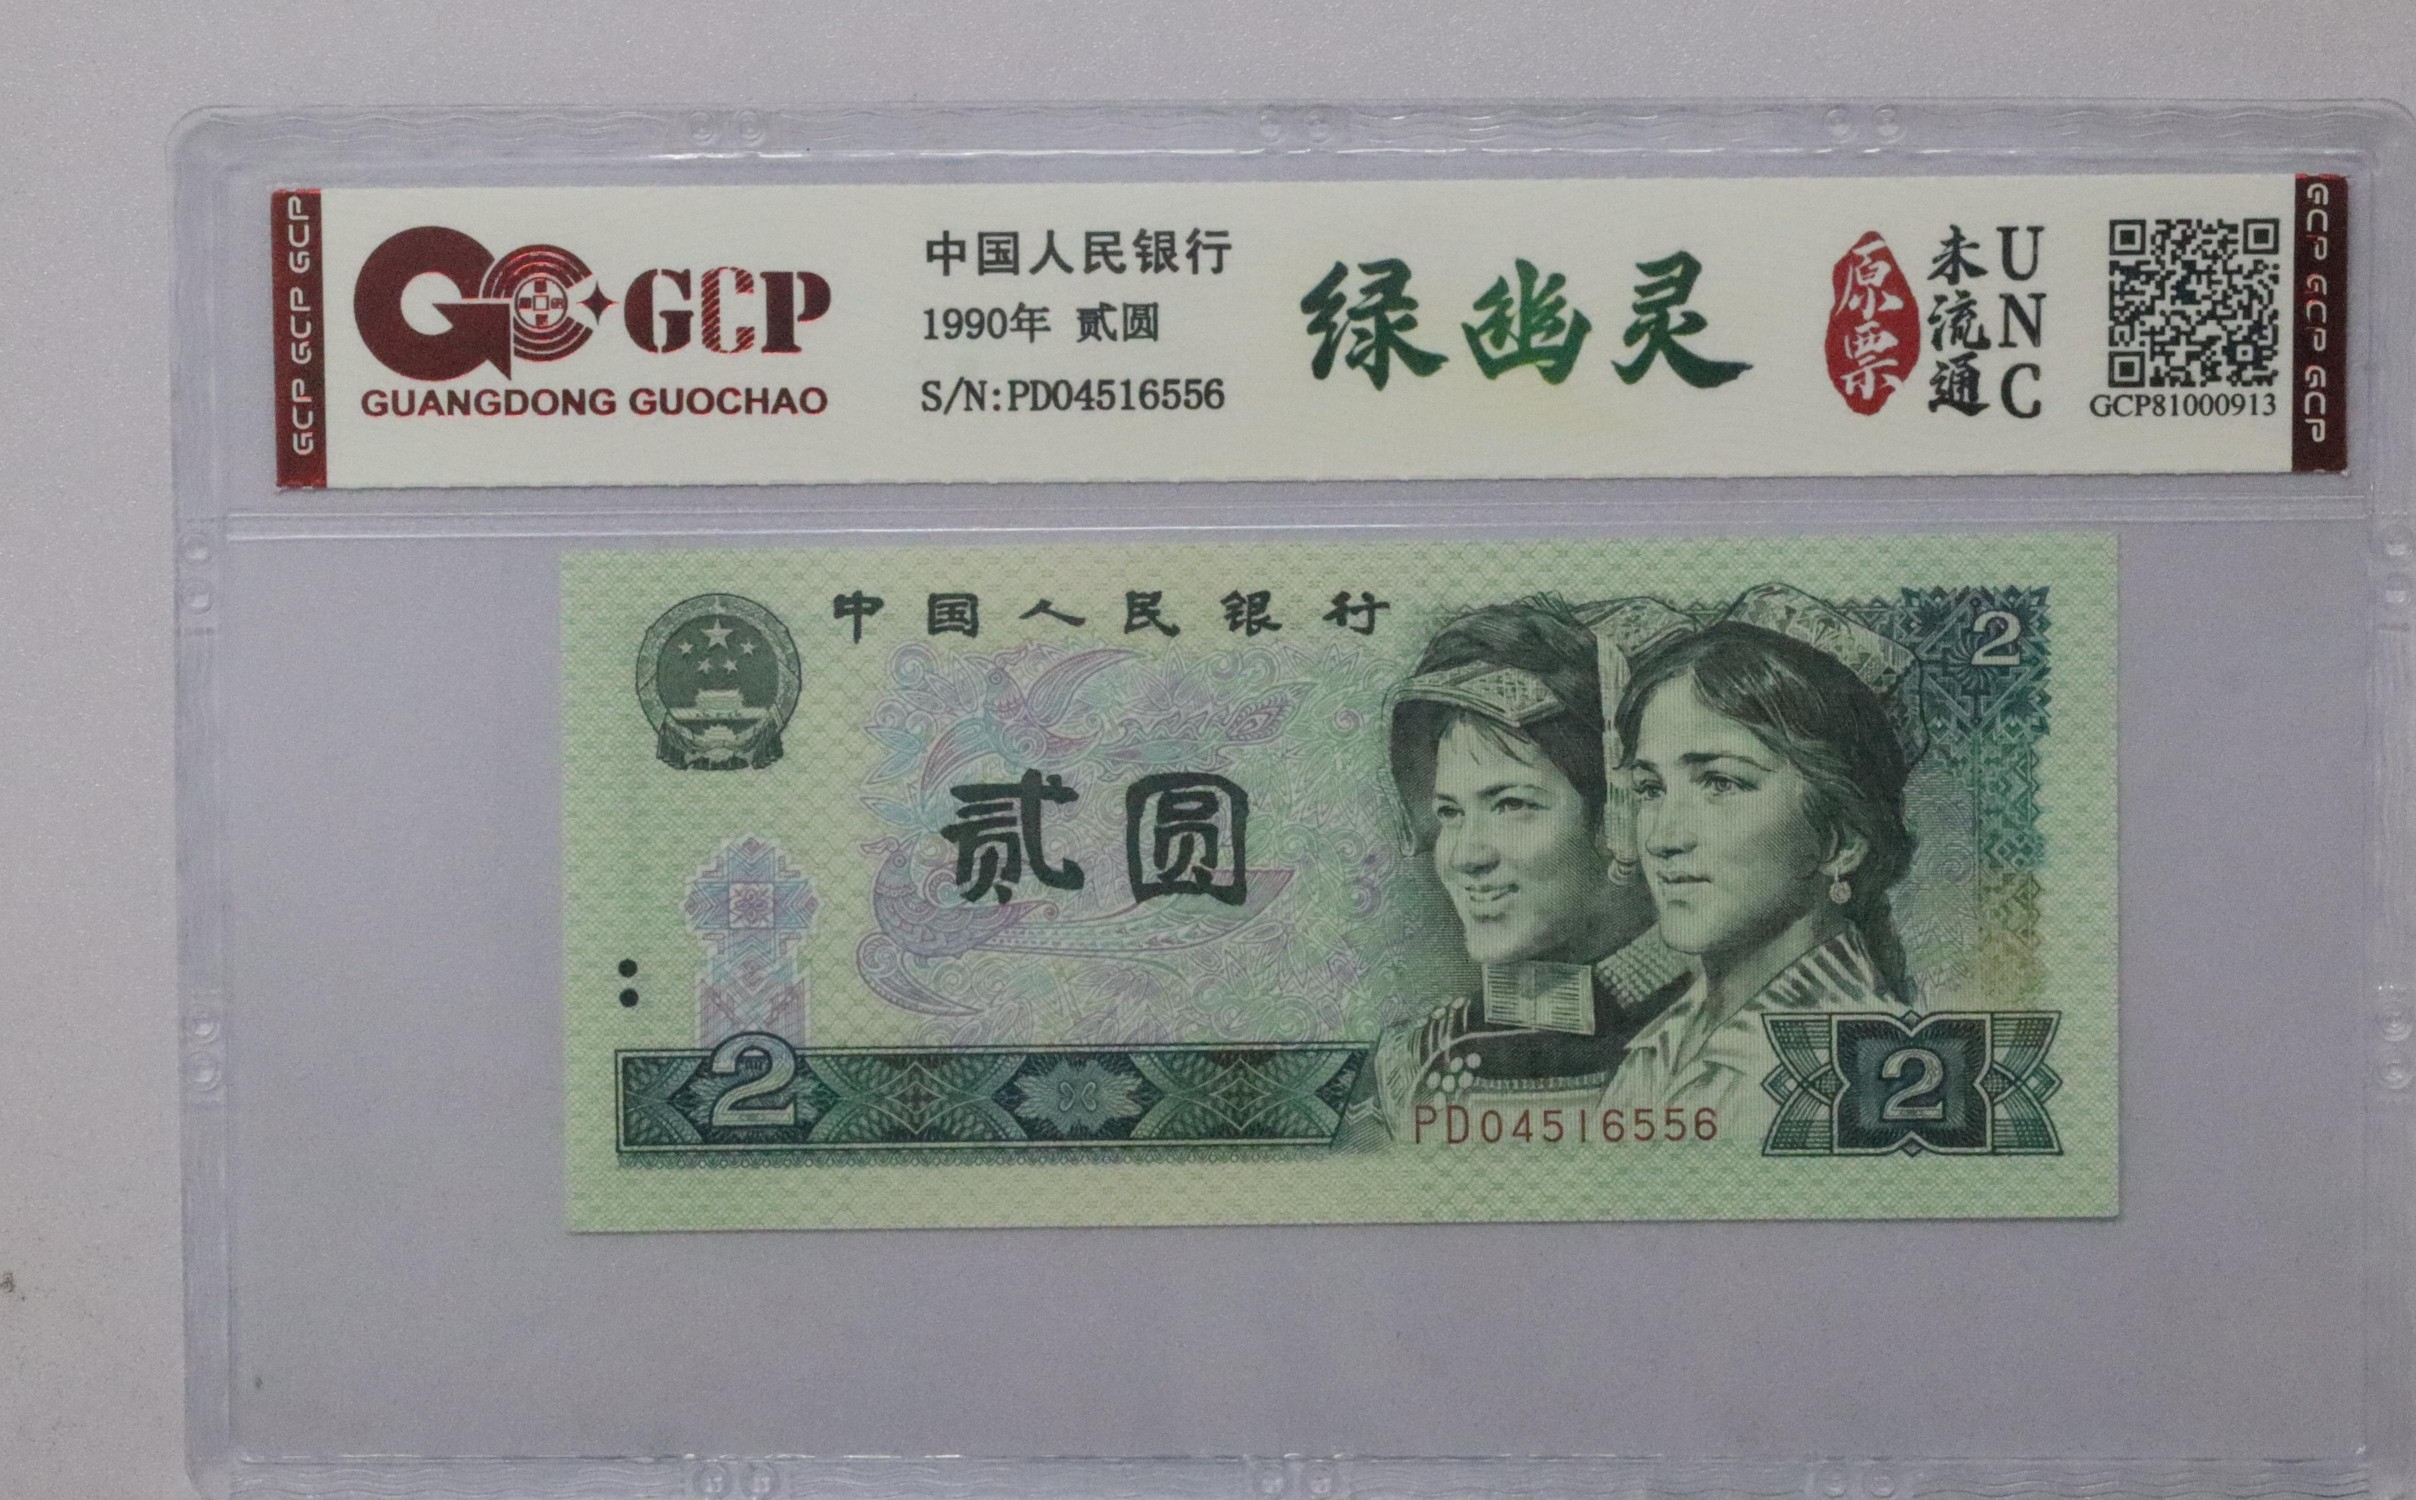 GCP GCP GCP
GCP
GUANGDONG GUOCHAO
中国人民银行
1990年 贰圆
S/N:PD04516556
绿幽灵
原票
未流通
UNC
GCP81000913
GCP GCP GCP
中国人民银行
2
贰圆
2
PD04516556
2